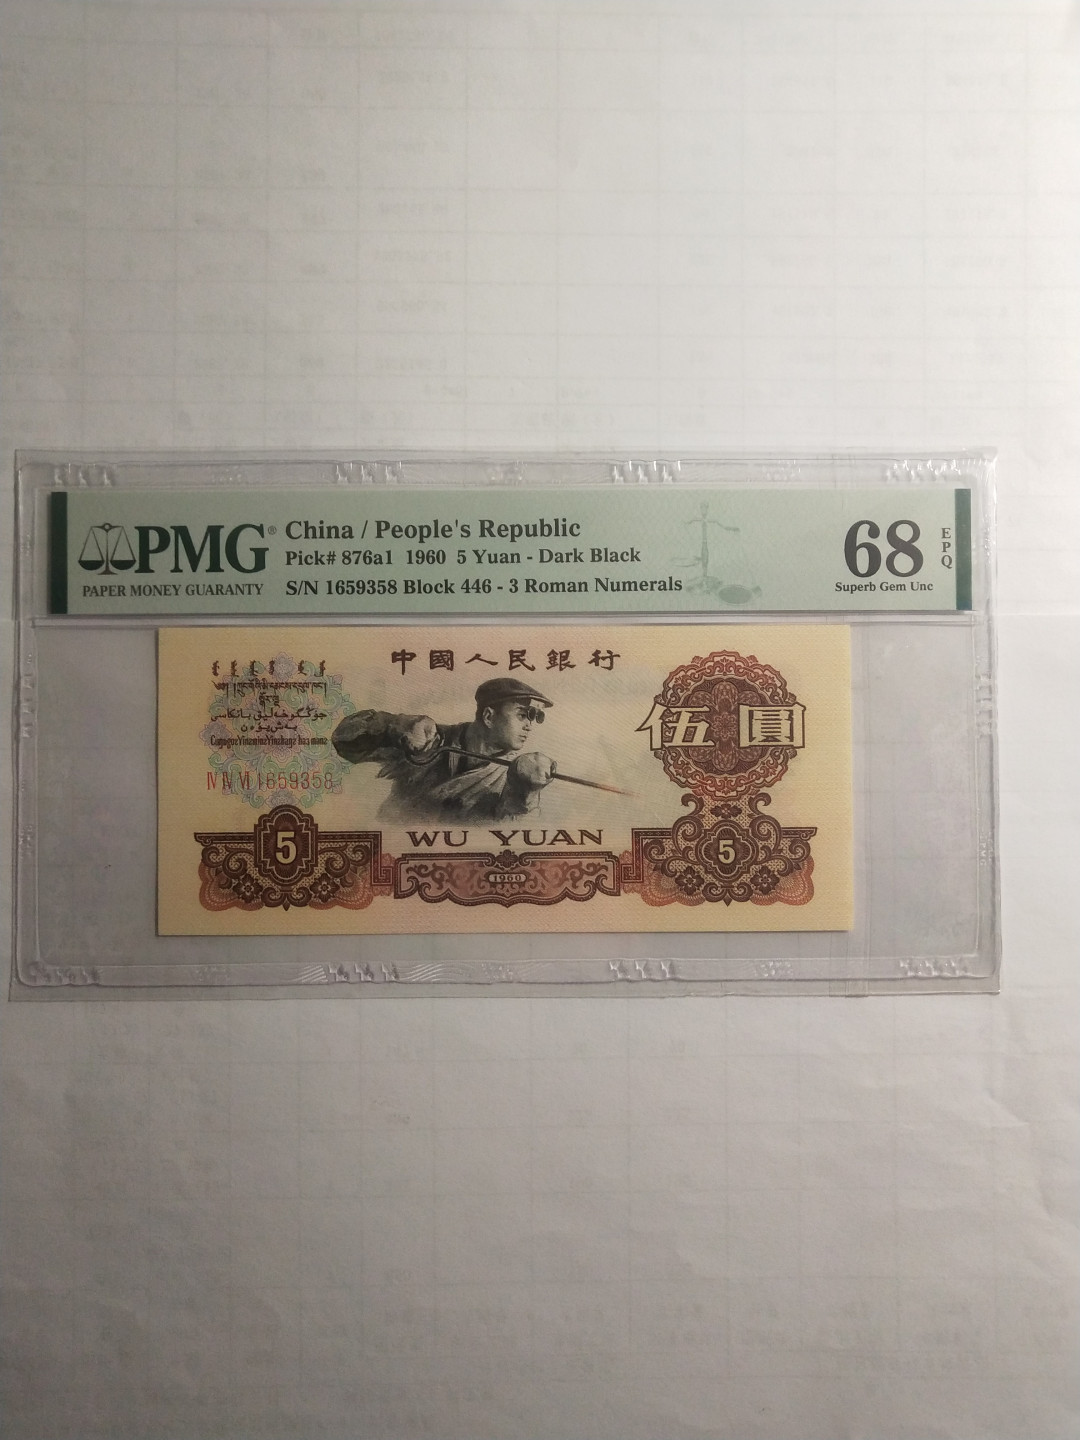 PMG®
PAPER MONEY GUARANTY
China / People's Republic
Pick# 876a1 1960 5 Yuan - Dark Black
S/N 1659358 Block 446 - 3 Roman Numerals
68
EPQ
Superb Gem Unc
中國人民銀行
伍圓
IV IV VI 1659358
WU YUAN
5
1960
5